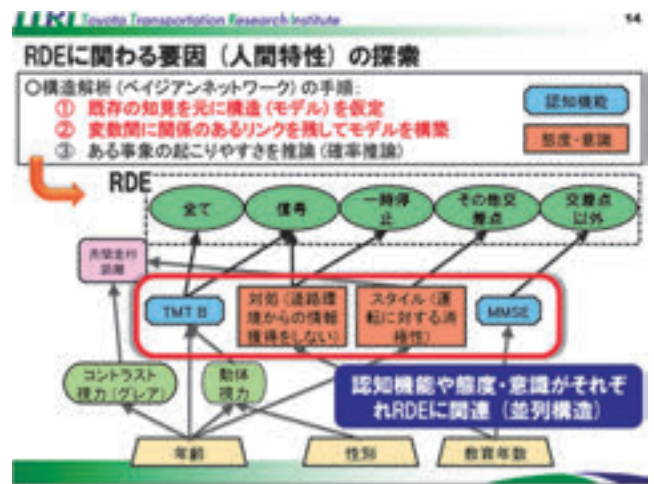 TTRI Toyota Transportation Research Institute
14
RDEに関わる要因（人間特性）の探索
○構造解析(ベイジアンネットワーク)の手順:
① 既存の知見を元に構造(モデル)を仮定
② 変数間に関係のあるリンクを残してモデルを構築
③ ある事象の起こりやすさを推論(確率推論)
認知機能
態度・意識
RDE
全て
信号
一時停
止
その他交
差点
交差点
以外
月間走行
距離
TMT B
対処(道路環
境からの情報
獲得をしない)
スタイル(運
転に対する消
極性)
MMSE
コントラスト
視力(グレア)
動体
視力
認知機能や態度・意識がそれぞ
れRDEに関連（並列構造）
年齢
性別
教育年数